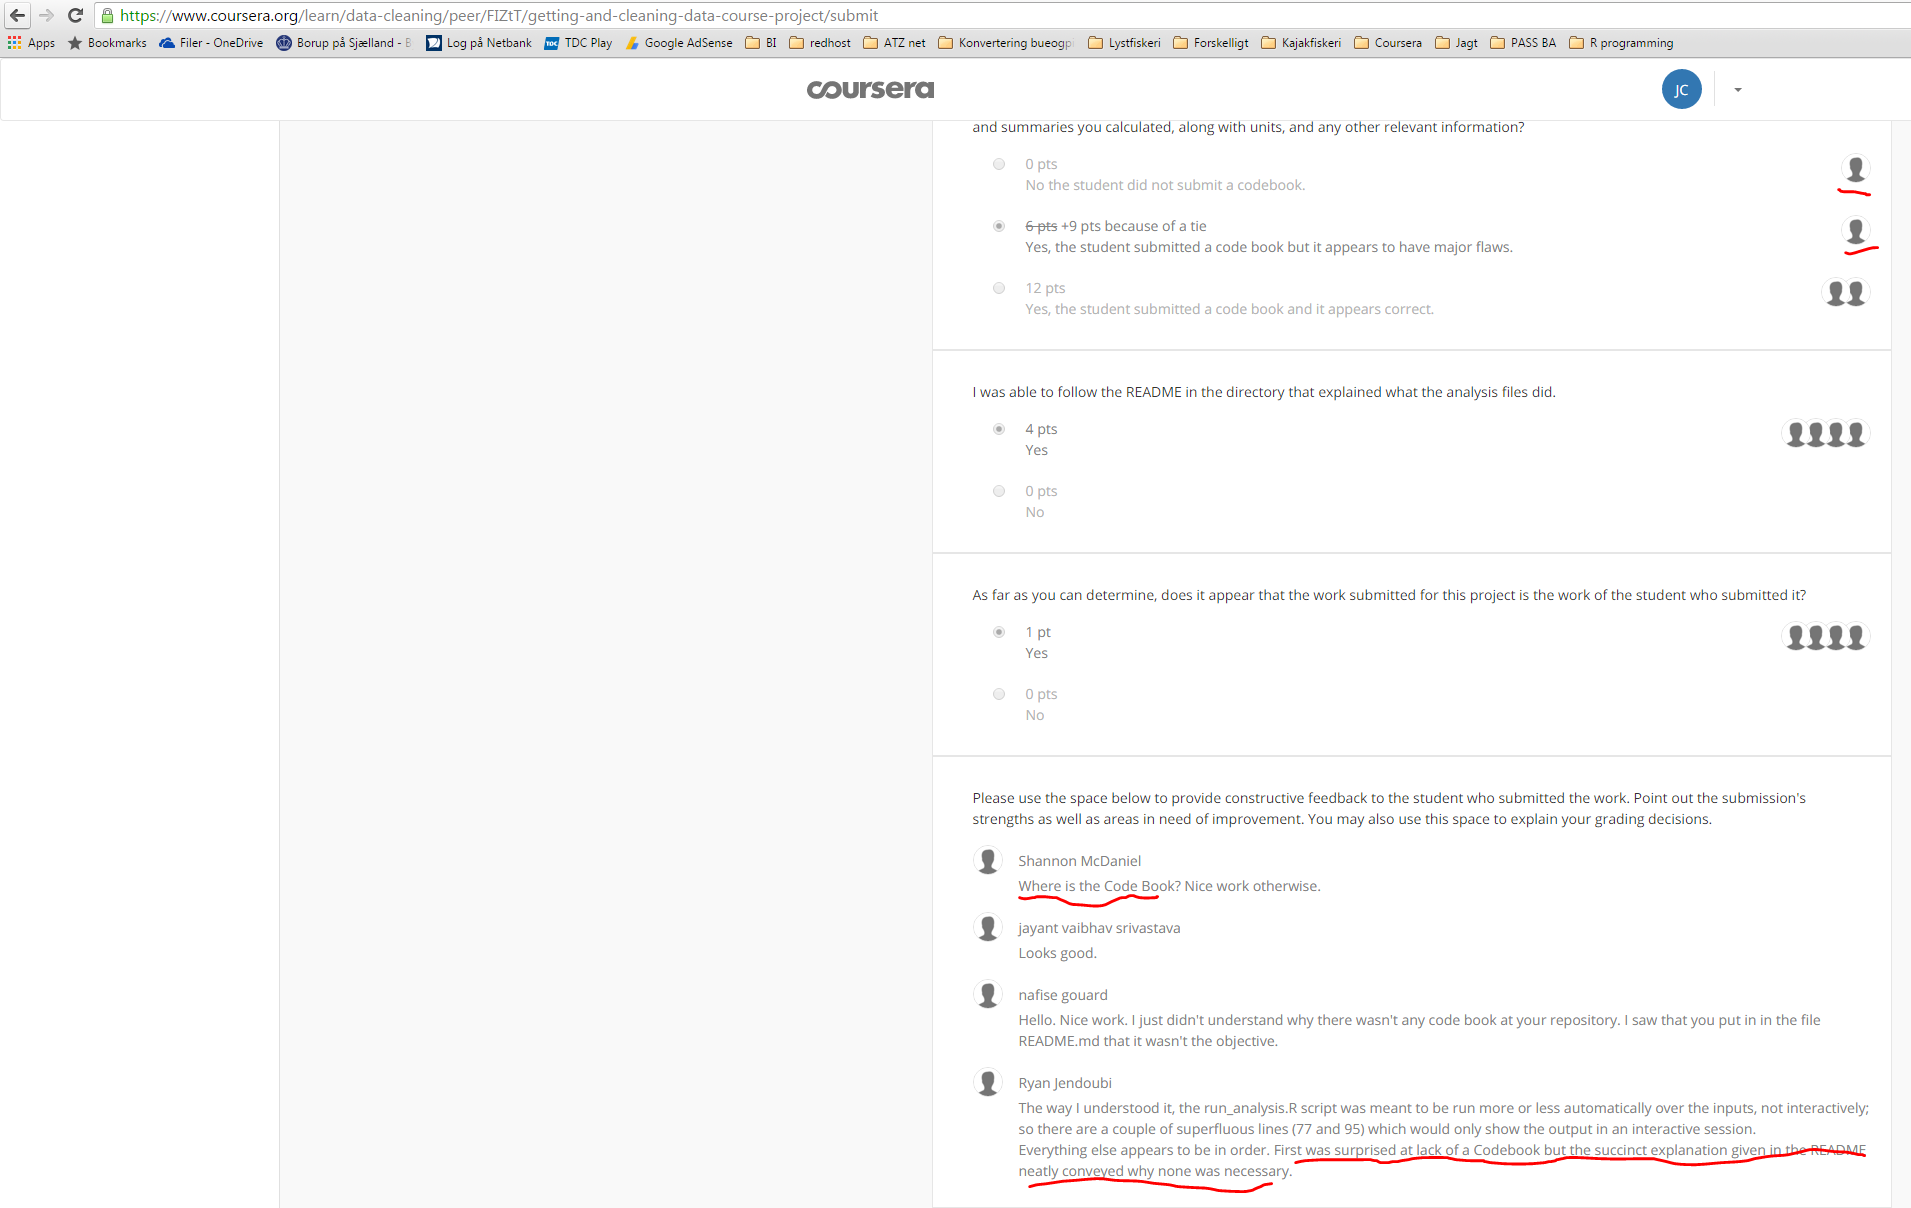 https://www.coursera.org/learn/data-cleaning/peer/FIZtT/getting-and-cleaning-data-course-project/submit
Apps Bookmarks Filer - OneDrive Borup på Sjælland - B Log på Netbank TDC Play Google AdSense BI redhost ATZ net Konvertering bueogp Lystfiskeri Forskelligt Kajakfiskeri Coursera Jagt PASS BA R programming
coursera
JC
and summaries you calculated, along with units, and any other relevant information?
0 pts
No the student did not submit a codebook.
6 pts +9 pts because of a tie
Yes, the student submitted a code book but it appears to have major flaws.
12 pts
Yes, the student submitted a code book and it appears correct.
I was able to follow the README in the directory that explained what the analysis files did.
4 pts
Yes
0 pts
No
As far as you can determine, does it appear that the work submitted for this project is the work of the student who submitted it?
1 pt
Yes
0 pts
No
Please use the space below to provide constructive feedback to the student who submitted the work. Point out the submission's
strengths as well as areas in need of improvement. You may also use this space to explain your grading decisions.
Shannon McDaniel
Where is the Code Book? Nice work otherwise.
jayant vaibhav srivastava
Looks good.
nafise gouard
Hello. Nice work. I just didn't understand why there wasn't any code book at your repository. I saw that you put in in the file
README.md that it wasn't the objective.
Ryan Jendoubi
The way I understood it, the run_analysis.R script was meant to be run more or less automatically over the inputs, not interactively;
so there are a couple of superfluous lines (77 and 95) which would only show the output in an interactive session.
Everything else appears to be in order. First was surprised at lack of a Codebook but the succinct explanation given in the README
neatly conveyed why none was necessary.